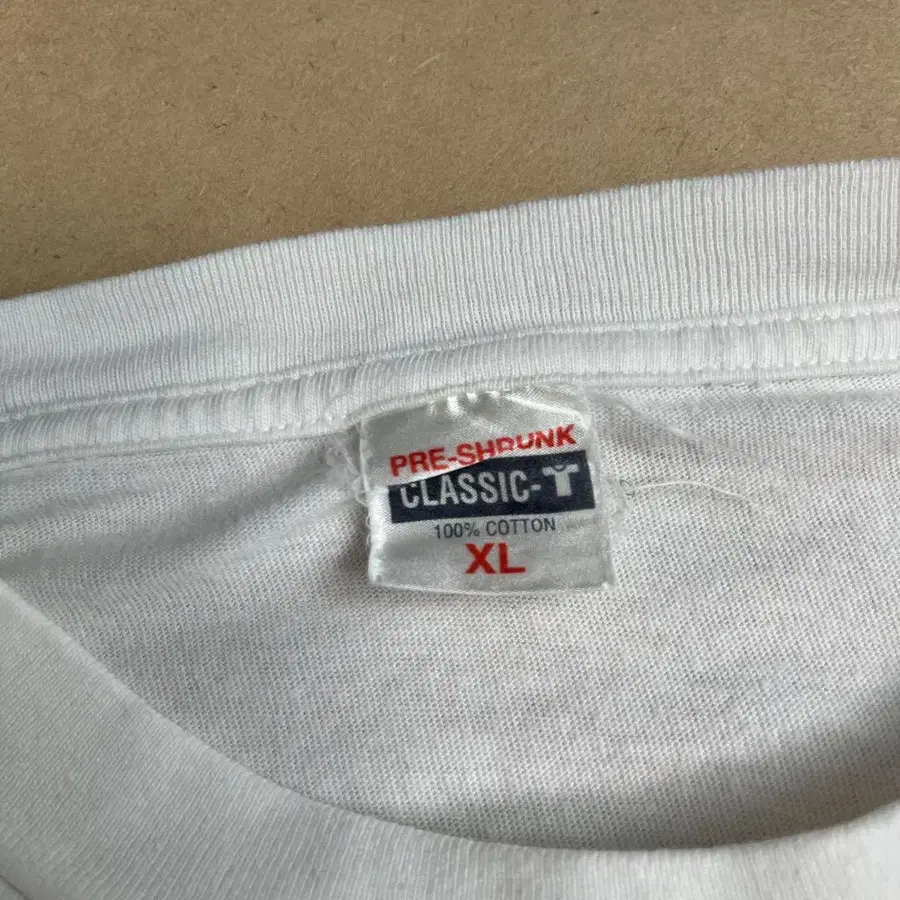 PRE-SHRUNK
CLASSIC-T
100% COTTON
XL